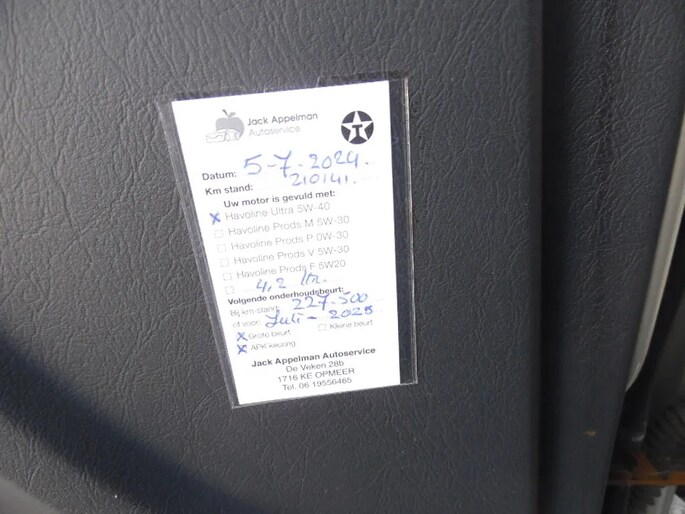 Jack Appelman
Autoservice
T
Datum: 5-7-2024.
Km stand: 210141.
Uw motor is gevuld met:
x Havoline Ultra 5W-40
Havoline Prods M 5W-30
Havoline Prods P 0W-30
Havoline Prods V 5W-30
Havoline Prods F 5W20
4,2 ltr.
Volgende onderhoudsbeurt:
Bij km-stand: 227.500
of voor: Juli - 2025
x Grote beurt Kleine beurt
x APK keuring
Jack Appelman Autoservice
De Veken 28b
1716 KE OPMEER
Tel. 06 19556465